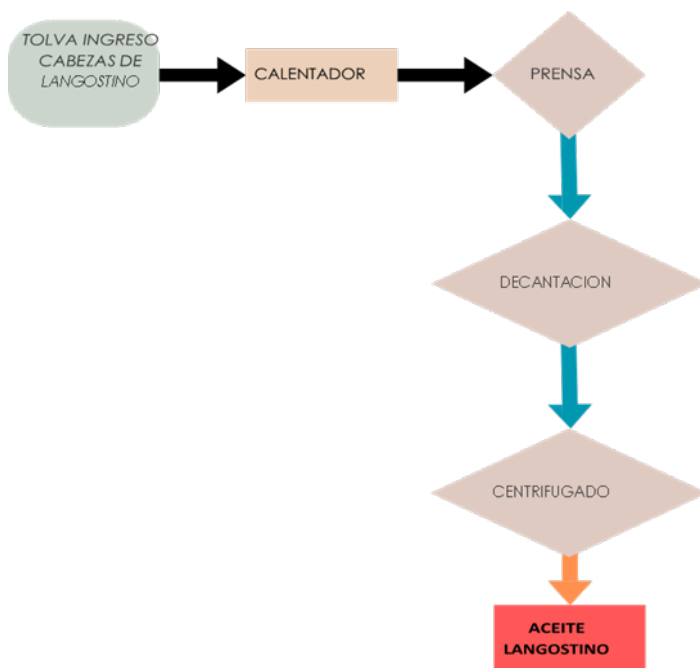 TOLVA INGRESO
CABEZAS DE
LANGOSTINO
CALENTADOR
PRENSA
DECANTACION
CENTRIFUGADO
ACEITE
LANGOSTINO